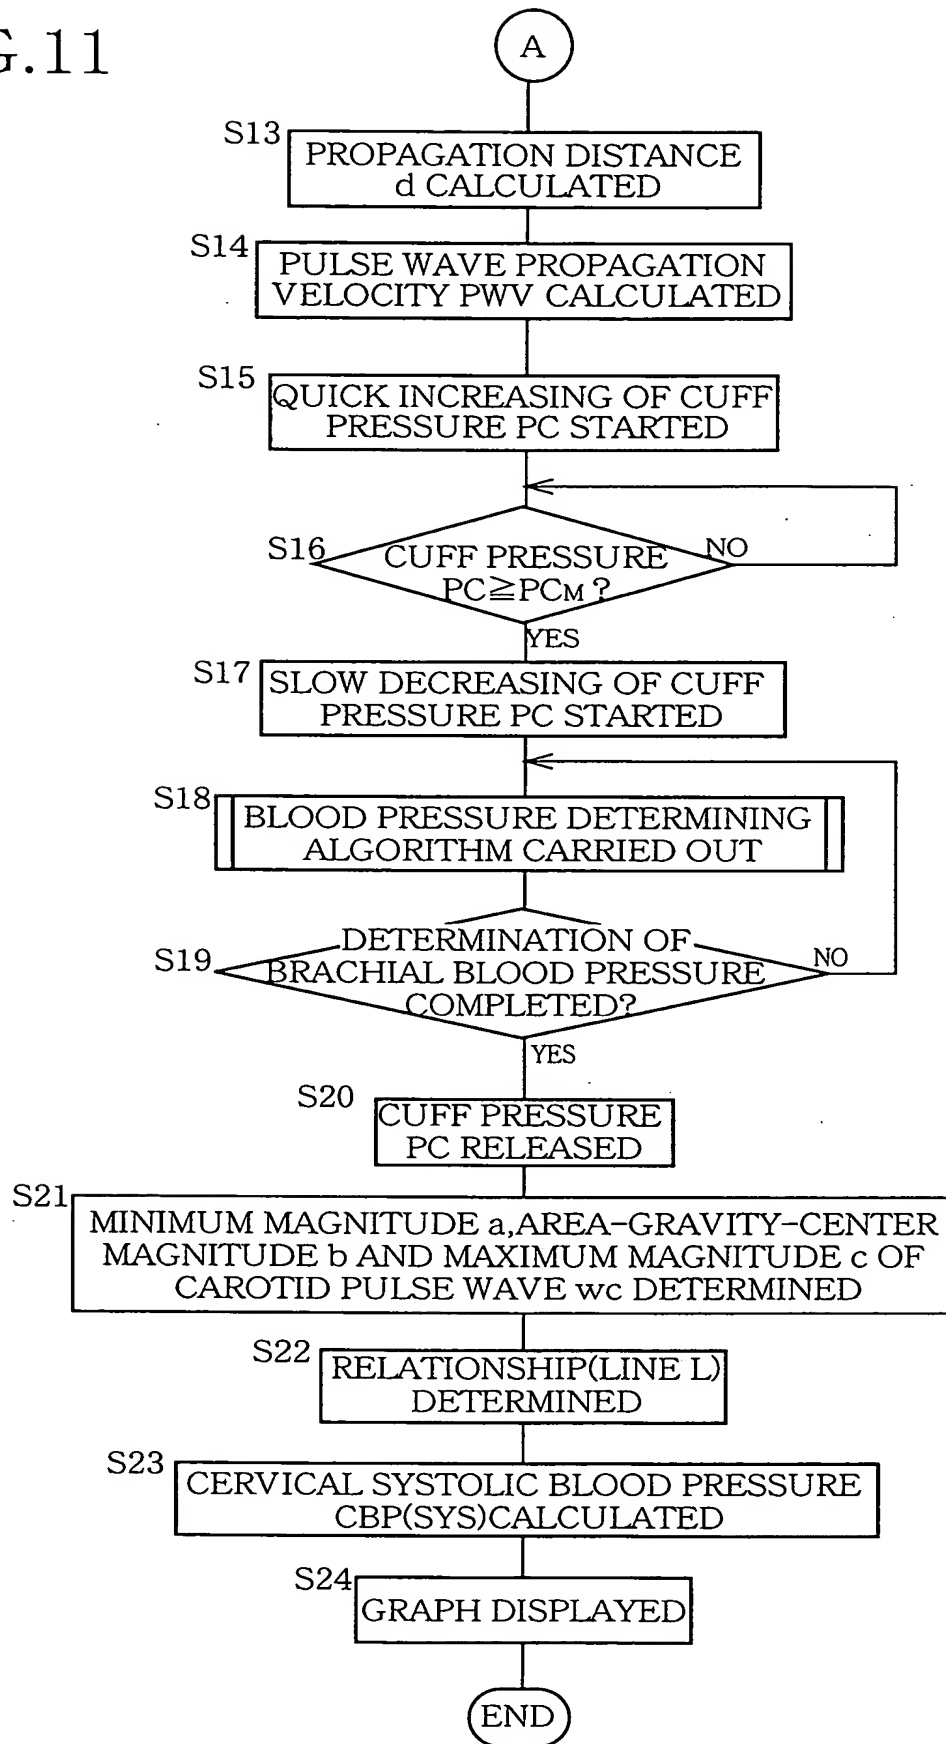 G.11
A
S13
PROPAGATION DISTANCE
d CALCULATED
S14
PULSE WAVE PROPAGATION
VELOCITY PWV CALCULATED
S15
QUICK INCREASING OF CUFF
PRESSURE PC STARTED
S16
CUFF PRESSURE
PC≧PCM ?
NO
YES
S17
SLOW DECREASING OF CUFF
PRESSURE PC STARTED
S18
BLOOD PRESSURE DETERMINING
ALGORITHM CARRIED OUT
S19
DETERMINATION OF
BRACHIAL BLOOD PRESSURE
COMPLETED?
NO
YES
S20
CUFF PRESSURE
PC RELEASED
S21
MINIMUM MAGNITUDE a,AREA-GRAVITY-CENTER
MAGNITUDE b AND MAXIMUM MAGNITUDE c OF
CAROTID PULSE WAVE wc DETERMINED
S22
RELATIONSHIP(LINE L)
DETERMINED
S23
CERVICAL SYSTOLIC BLOOD PRESSURE
CBP(SYS)CALCULATED
S24
GRAPH DISPLAYED
END